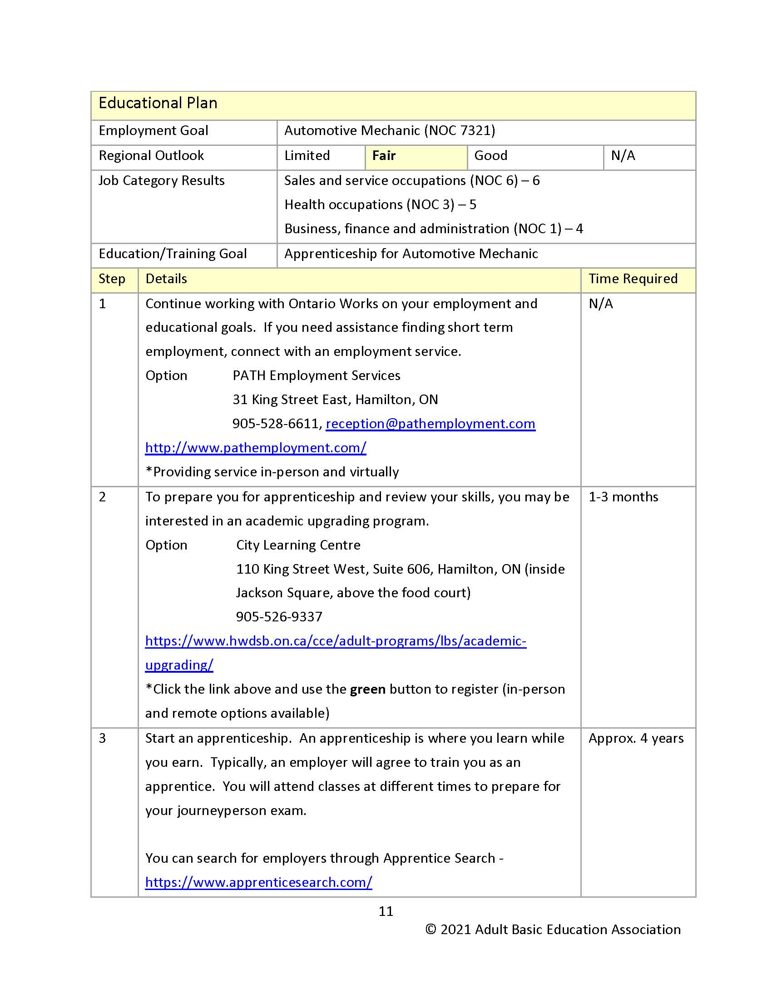 Educational Plan
Employment Goal Automotive Mechanic (NOC 7321)
Regional Outlook Limited Fair Good N/A
Job Category Results Sales and service occupations (NOC 6) – 6
Health occupations (NOC 3) – 5
Business, finance and administration (NOC 1) – 4
Education/Training Goal Apprenticeship for Automotive Mechanic
Step Details Time Required
1 Continue working with Ontario Works on your employment and N/A
educational goals.  If you need assistance finding short term
employment, connect with an employment service.
Option PATH Employment Services
31 King Street East, Hamilton, ON
905-528-6611, reception@pathemployment.com
http://www.pathemployment.com/
*Providing service in-person and virtually
2 To prepare you for apprenticeship and review your skills, you may be 1-3 months
interested in an academic upgrading program.
Option City Learning Centre
110 King Street West, Suite 606, Hamilton, ON (inside
Jackson Square, above the food court)
905-526-9337
https://www.hwdsb.on.ca/cce/adult-programs/lbs/academic-
upgrading/
*Click the link above and use the green button to register (in-person
and remote options available)
3 Start an apprenticeship.  An apprenticeship is where you learn while Approx. 4 years
you earn.  Typically, an employer will agree to train you as an
apprentice.  You will attend classes at different times to prepare for
your journeyperson exam.
You can search for employers through Apprentice Search -
https://www.apprenticesearch.com/
11
© 2021 Adult Basic Education Association